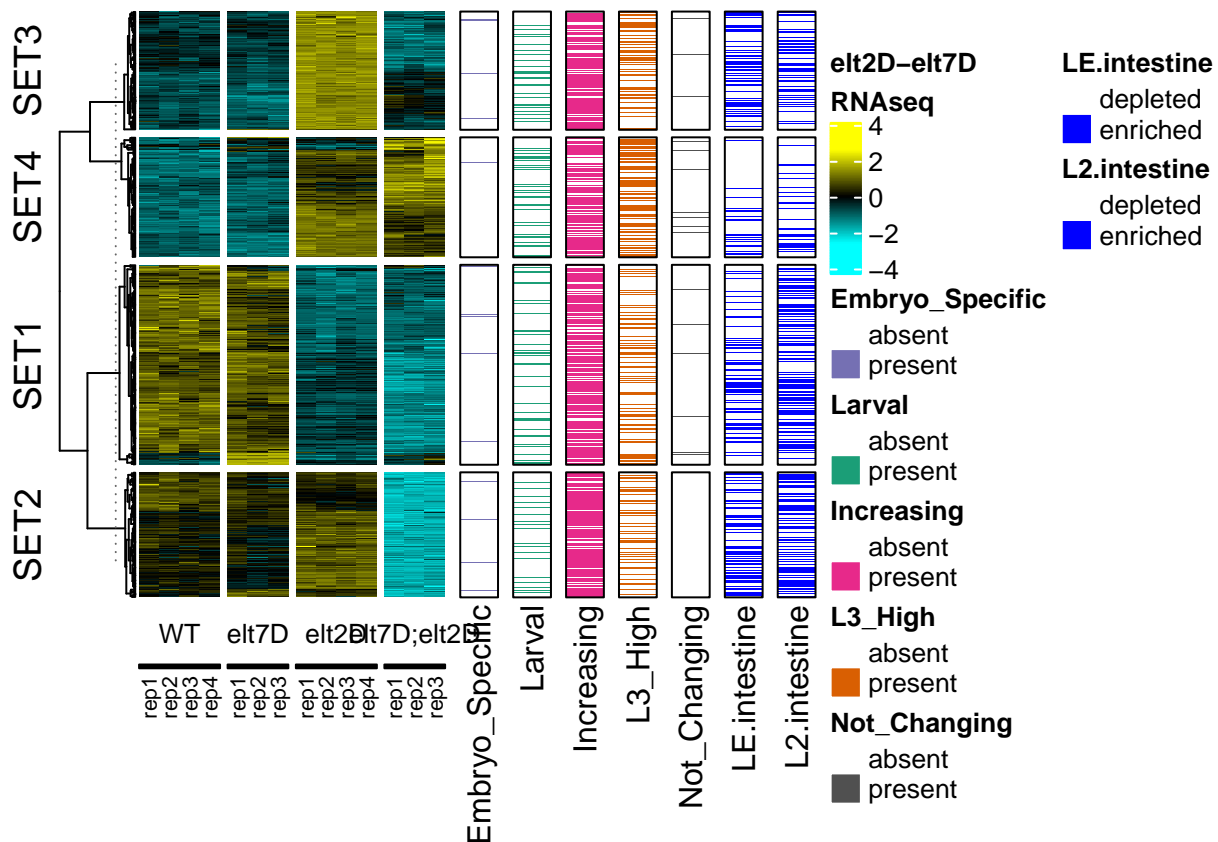 SET3
SET4
SET1
SET2
WT
elt7D
elt2D
elt7D;elt2D
rep1
rep2
rep3
rep4
rep1
rep2
rep3
rep1
rep2
rep3
rep4
rep1
rep2
rep3
Embryo_Specific
Larval
Increasing
L3_High
Not_Changing
LE.intestine
L2.intestine
elt2D−elt7D
RNAseq
4
2
0
−2
−4
Embryo_Specific
absent
present
Larval
absent
present
Increasing
absent
present
L3_High
absent
present
Not_Changing
absent
present
LE.intestine
depleted
enriched
L2.intestine
depleted
enriched